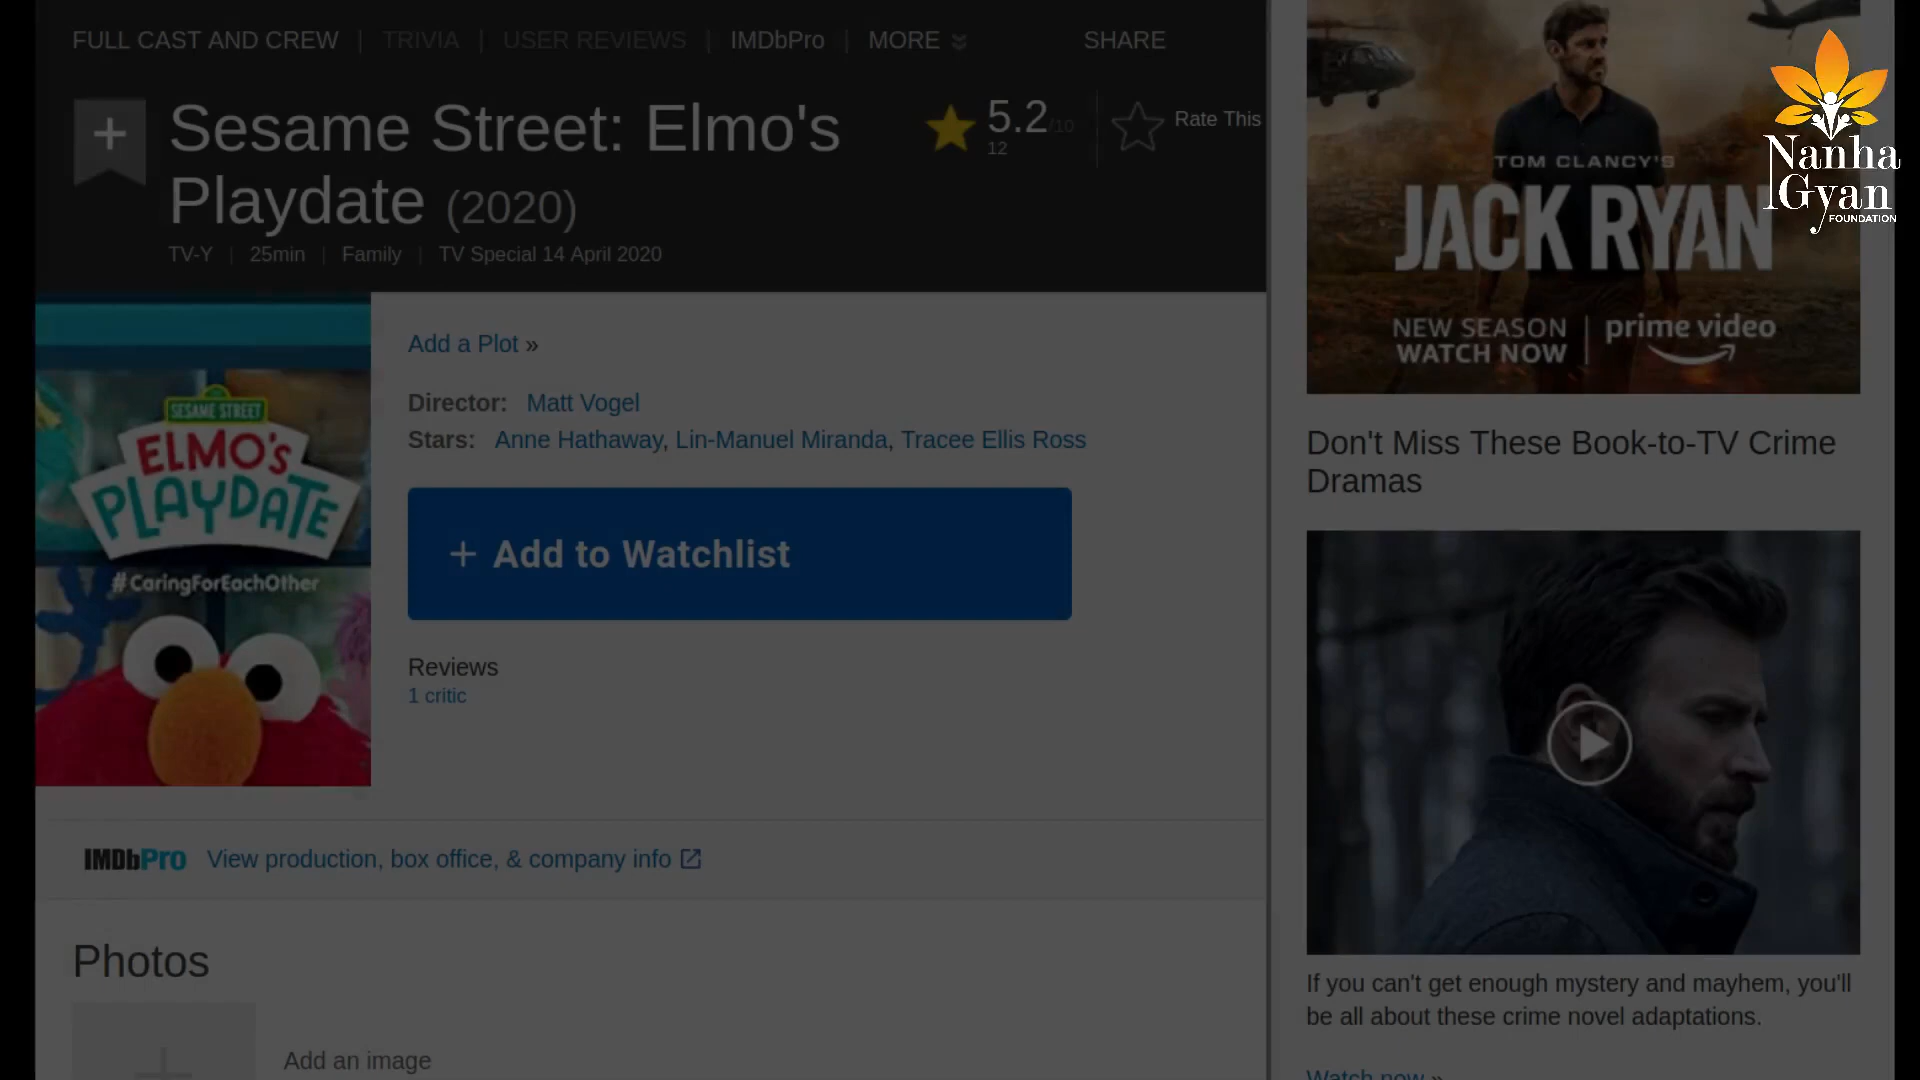 FULL CAST AND CREW | TRIVIA | USER REVIEWS | IMDbPro | MORE SHARE
Sesame Street: Elmo's
Playdate (2020)
5.2/10
12
Rate This
TV-Y | 25min | Family | TV Special 14 April 2020
SESAME STREET
ELMO'S
PLAYDATE
#CaringForEachOther
Add a Plot »
Director: Matt Vogel
Stars: Anne Hathaway, Lin-Manuel Miranda, Tracee Ellis Ross
+ Add to Watchlist
Reviews
1 critic
IMDbPro View production, box office, & company info
Photos
Add an image
TOM CLANCY'S
JACK RYAN
NEW SEASON
WATCH NOW
prime video
Nanha
Gyan
FOUNDATION
Don't Miss These Book-to-TV Crime
Dramas
If you can't get enough mystery and mayhem, you'll
be all about these crime novel adaptations.
Watch now »